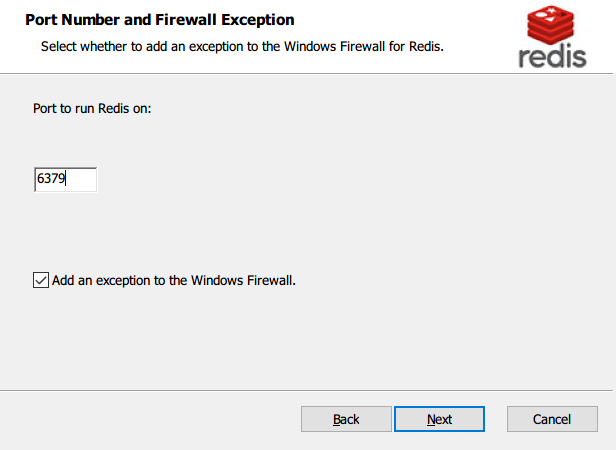 Port Number and Firewall Exception
Select whether to add an exception to the Windows Firewall for Redis.
redis
Port to run Redis on:
6379
Add an exception to the Windows Firewall.
Back
Next
Cancel